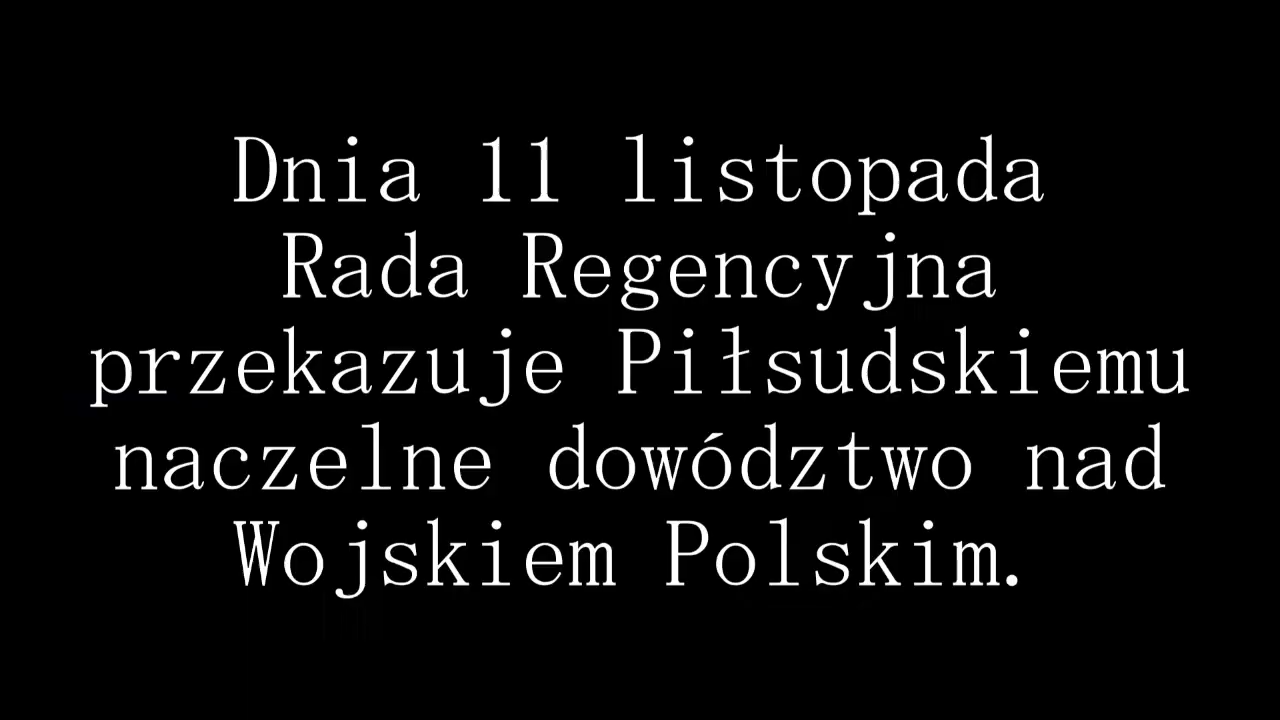 Dnia 11 listopada
Rada Regencyjna
przekazuje Piłsudskiemu
naczelne dowództwo nad
Wojskiem Polskim.